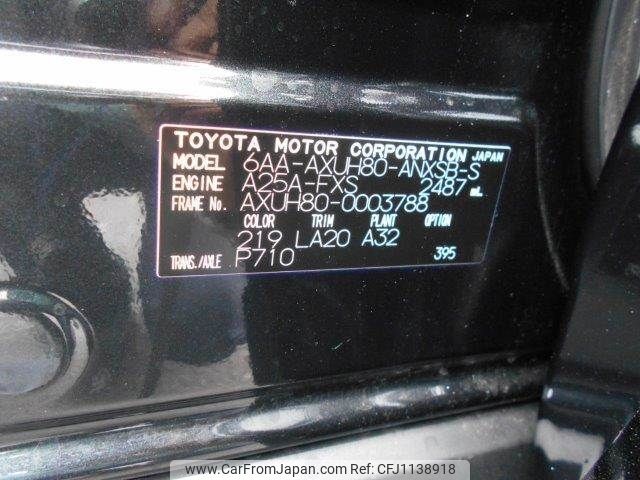 TOYOTA MOTOR CORPORATION JAPAN
MODEL 6AA-AXUH80-ANXSB-S
ENGINE A25A-FXS 2487 mL
FRAME No. AXUH80-0003788
COLOR TRIM PLANT OPTION
219 LA20 A32
TRANS./AXLE P710 395
www.CarFromJapan.com CFJ1138918